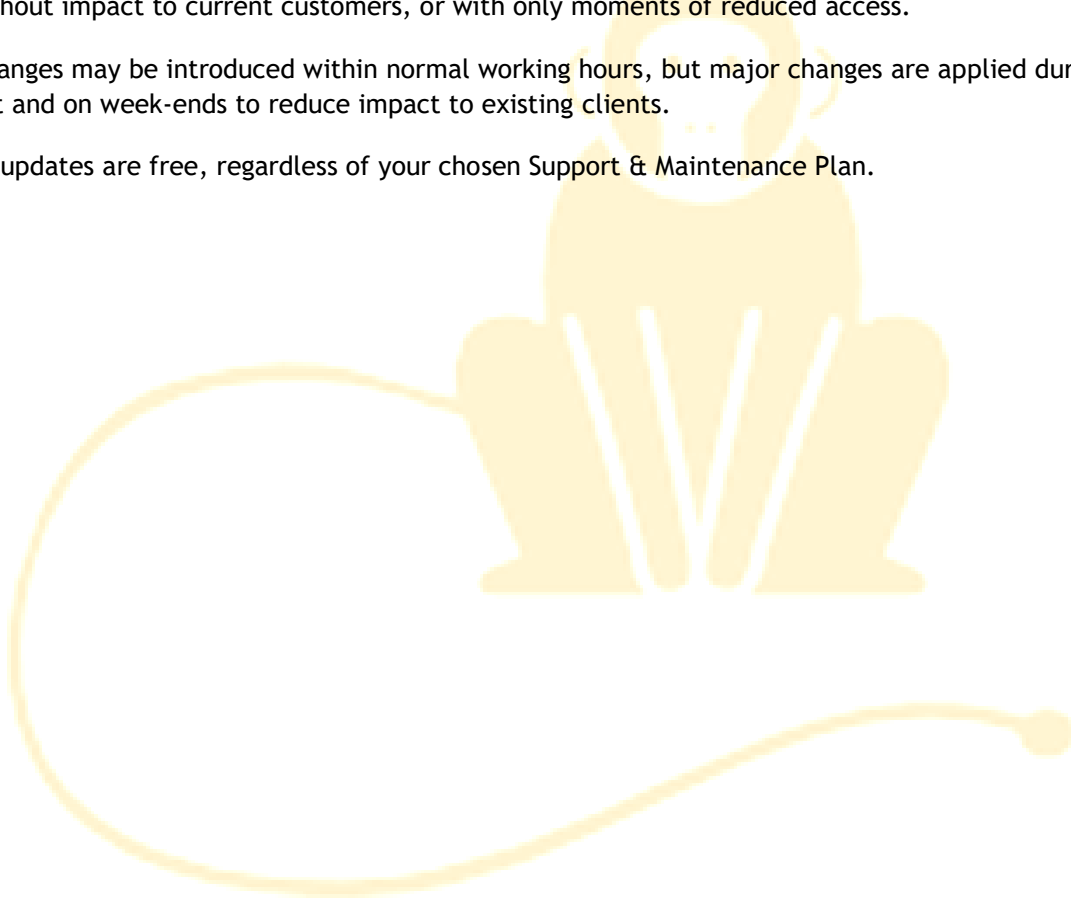 hout impact to current customers, or with only moments of reduced access.
anges may be introduced within normal working hours, but major changes are applied dur
t and on week-ends to reduce impact to existing clients.
updates are free, regardless of your chosen Support & Maintenance Plan.